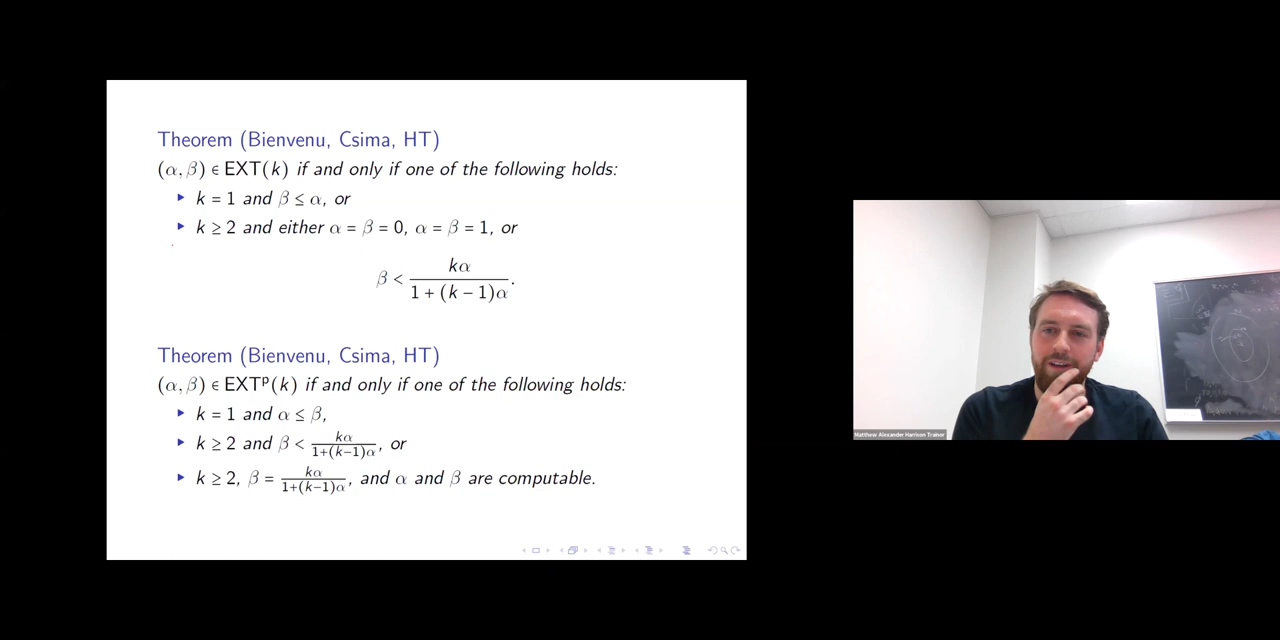 Theorem (Bienvenu, Csima, HT)
(α, β) ∈ EXT(k) if and only if one of the following holds:
▶ k = 1 and β ≤ α, or
▶ k ≥ 2 and either α = β = 0, α = β = 1, or
β < kα / (1 + (k − 1)α).
Theorem (Bienvenu, Csima, HT)
(α, β) ∈ EXTᵖ(k) if and only if one of the following holds:
▶ k = 1 and α ≤ β,
▶ k ≥ 2 and β < kα / (1+(k−1)α), or
▶ k ≥ 2, β = kα / (1+(k−1)α), and α and β are computable.
Matthew Alexander Harrison Trainor